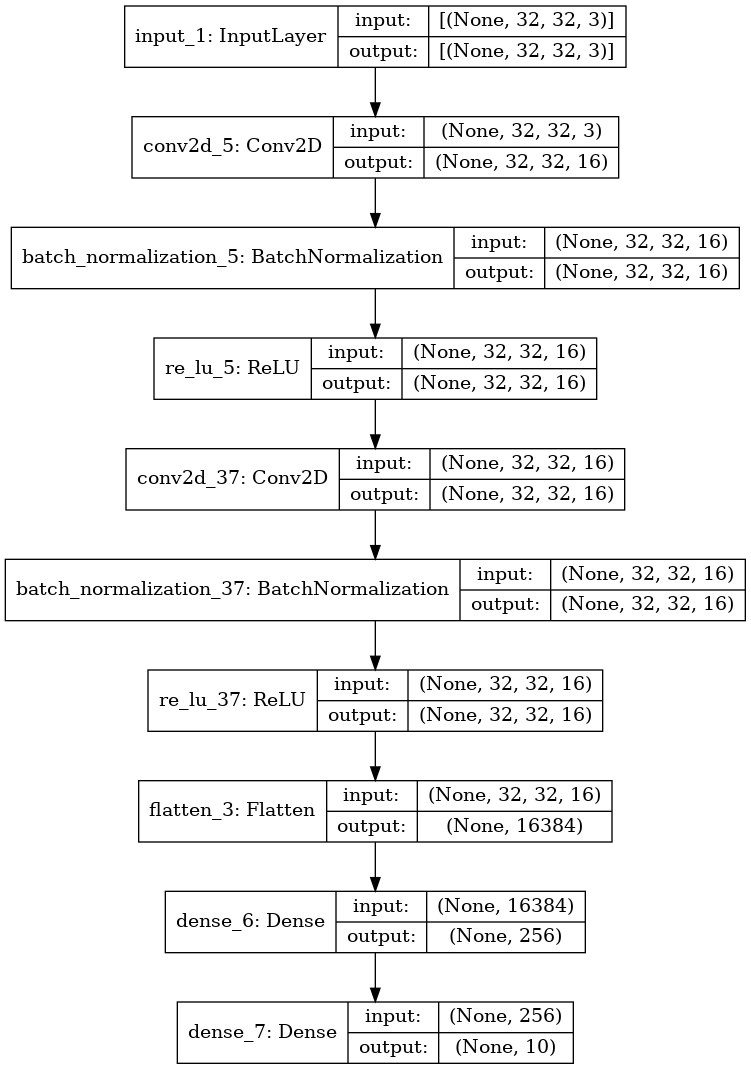 input_1: InputLayer
input: [(None, 32, 32, 3)]
output: [(None, 32, 32, 3)]
conv2d_5: Conv2D
input: (None, 32, 32, 3)
output: (None, 32, 32, 16)
batch_normalization_5: BatchNormalization
input: (None, 32, 32, 16)
output: (None, 32, 32, 16)
re_lu_5: ReLU
input: (None, 32, 32, 16)
output: (None, 32, 32, 16)
conv2d_37: Conv2D
input: (None, 32, 32, 16)
output: (None, 32, 32, 16)
batch_normalization_37: BatchNormalization
input: (None, 32, 32, 16)
output: (None, 32, 32, 16)
re_lu_37: ReLU
input: (None, 32, 32, 16)
output: (None, 32, 32, 16)
flatten_3: Flatten
input: (None, 32, 32, 16)
output: (None, 16384)
dense_6: Dense
input: (None, 16384)
output: (None, 256)
dense_7: Dense
input: (None, 256)
output: (None, 10)